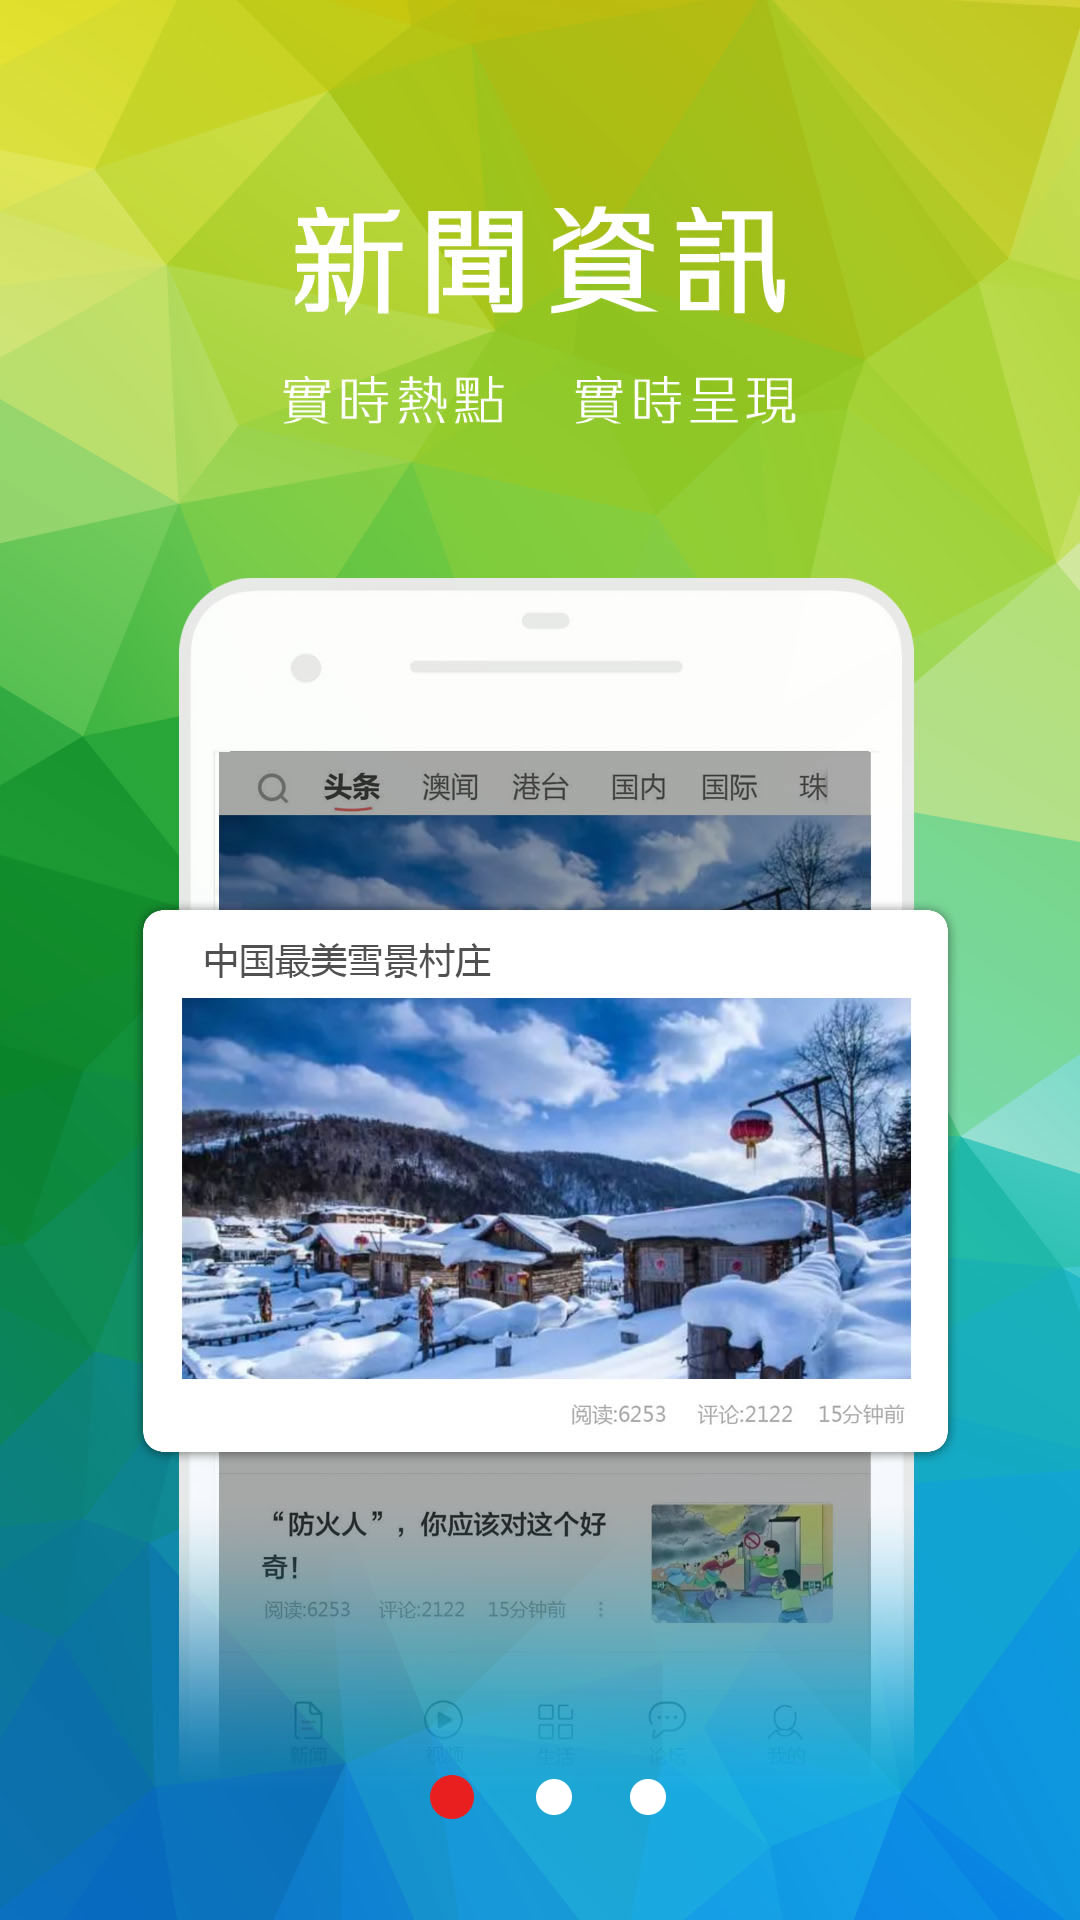 新聞資訊
實時熱點 實時呈現
头条 澳闻 港台 国内 国际 珠
中国最美雪景村庄
阅读:6253 评论:2122 15分钟前
“防火人”，你应该对这个好
奇！
阅读:6253 评论:2122 15分钟前
新闻 视频 生活 论坛 我的